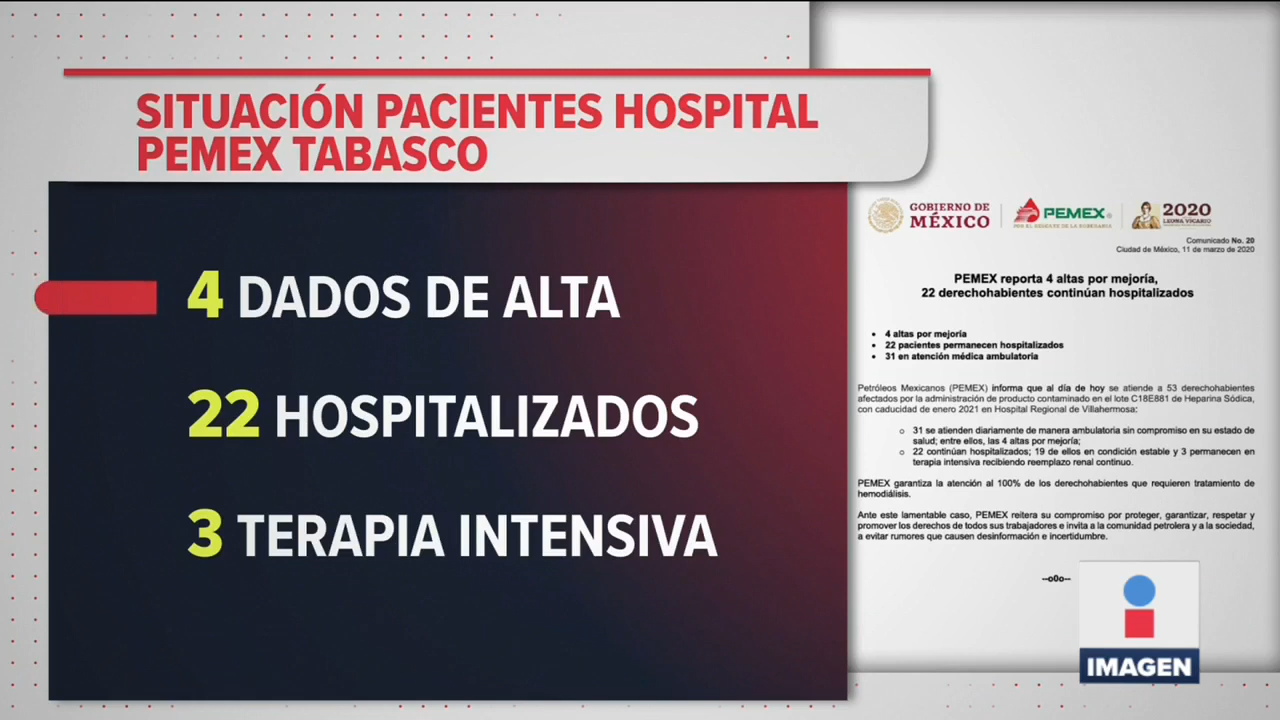 SITUACIÓN PACIENTES HOSPITAL
PEMEX TABASCO
4 DADOS DE ALTA
22 HOSPITALIZADOS
3 TERAPIA INTENSIVA
GOBIERNO DE
MÉXICO
PEMEX
POR EL RESCATE DE LA SOBERANÍA
2020
LEONA VICARIO
Comunicado No. 20
Ciudad de México, 11 de marzo de 2020
PEMEX reporta 4 altas por mejoría,
22 derechohabientes continúan hospitalizados
• 4 altas por mejoría
• 22 pacientes permanecen hospitalizados
• 31 en atención médica ambulatoria
Petróleos Mexicanos (PEMEX) informa que al día de hoy se atiende a 53 derechohabientes
afectados por la administración de producto contaminado en el lote C18E881 de Heparina Sódica,
con caducidad de enero 2021 en Hospital Regional de Villahermosa:
o 31 se atienden diariamente de manera ambulatoria sin compromiso en su estado de
salud; entre ellos, las 4 altas por mejoría;
o 22 continúan hospitalizados; 19 de ellos en condición estable y 3 permanecen en
terapia intensiva recibiendo reemplazo renal continuo.
PEMEX garantiza la atención al 100% de los derechohabientes que requieren tratamiento de
hemodiálisis.
Ante este lamentable caso, PEMEX reitera su compromiso por proteger, garantizar, respetar y
promover los derechos de todos sus trabajadores e invita a la comunidad petrolera y a la sociedad,
a evitar rumores que causen desinformación e incertidumbre.
--o0o--
IMAGEN